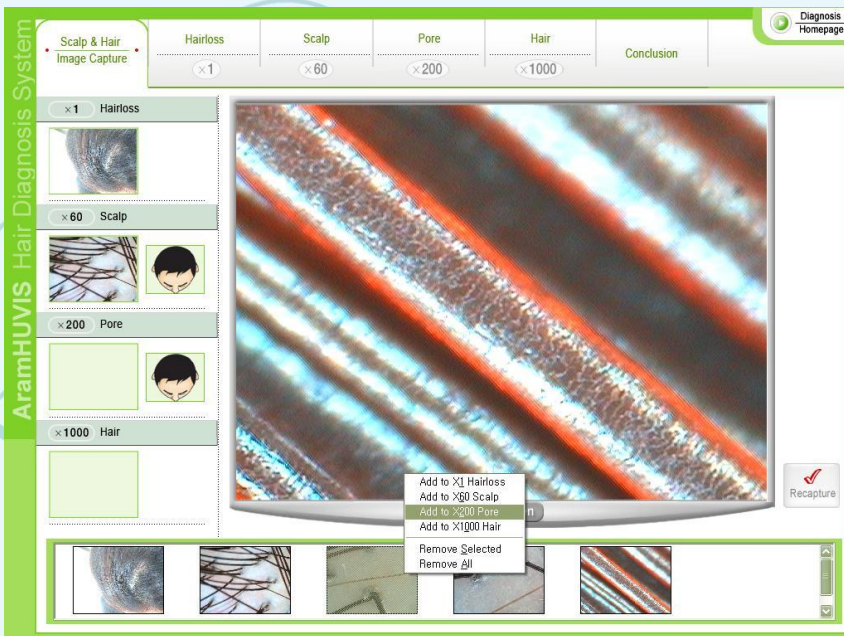 AramHUVIS Hair Diagnosis System
Scalp & Hair
Image Capture
Hairloss
×1
Scalp
×60
Pore
×200
Hair
×1000
Conclusion
Diagnosis
Homepage
×1 Hairloss
×60 Scalp
×200 Pore
×1000 Hair
Add to X1 Hairloss
Add to X60 Scalp
Add to X200 Pore
Add to X1000 Hair
Remove Selected
Remove All
Recapture